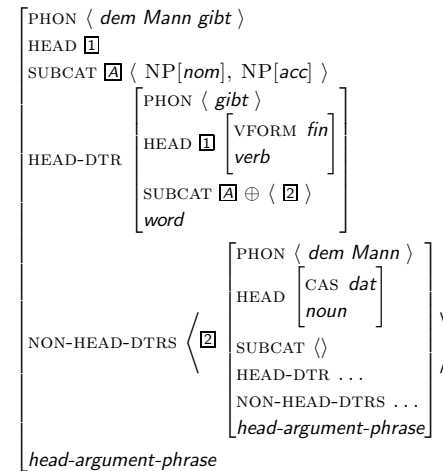 PHON ⟨ dem Mann gibt ⟩
HEAD 1
SUBCAT A ⟨ NP[nom], NP[acc] ⟩
HEAD-DTR
PHON ⟨ gibt ⟩
HEAD 1
VFORM fin
verb
SUBCAT A ⊕ ⟨ 2 ⟩
word
NON-HEAD-DTRS ⟨ 2
PHON ⟨ dem Mann ⟩
HEAD
CAS dat
noun
SUBCAT ⟨⟩
HEAD-DTR ...
NON-HEAD-DTRS ...
head-argument-phrase
⟩
head-argument-phrase